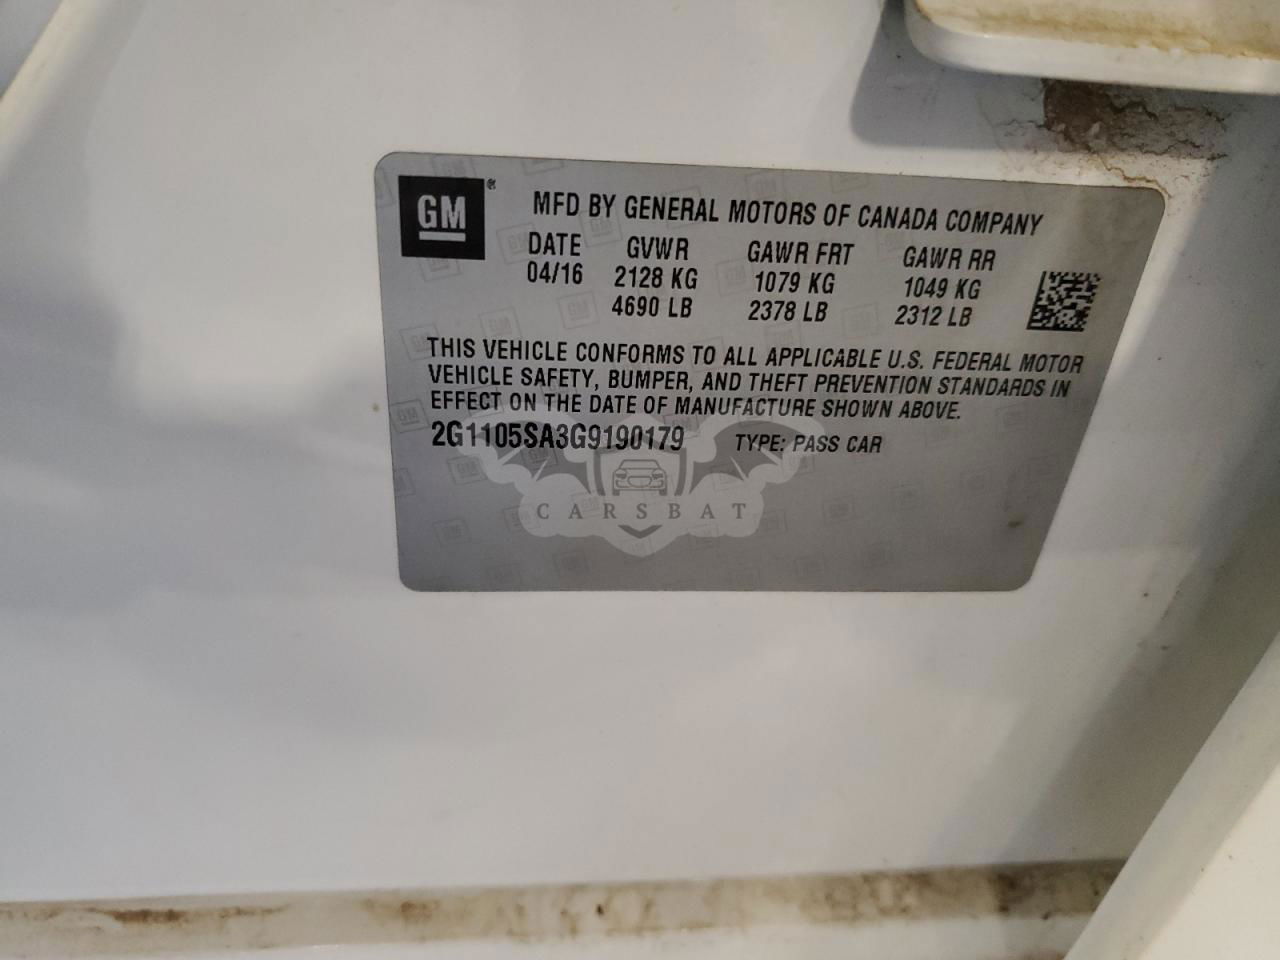 GM®
MFD BY GENERAL MOTORS OF CANADA COMPANY
DATE GVWR GAWR FRT GAWR RR
04/16 2128 KG 1079 KG 1049 KG
4690 LB 2378 LB 2312 LB
THIS VEHICLE CONFORMS TO ALL APPLICABLE U.S. FEDERAL MOTOR
VEHICLE SAFETY, BUMPER, AND THEFT PREVENTION STANDARDS IN
EFFECT ON THE DATE OF MANUFACTURE SHOWN ABOVE.
2G1105SA3G9190179 TYPE: PASS CAR
CARSBAT